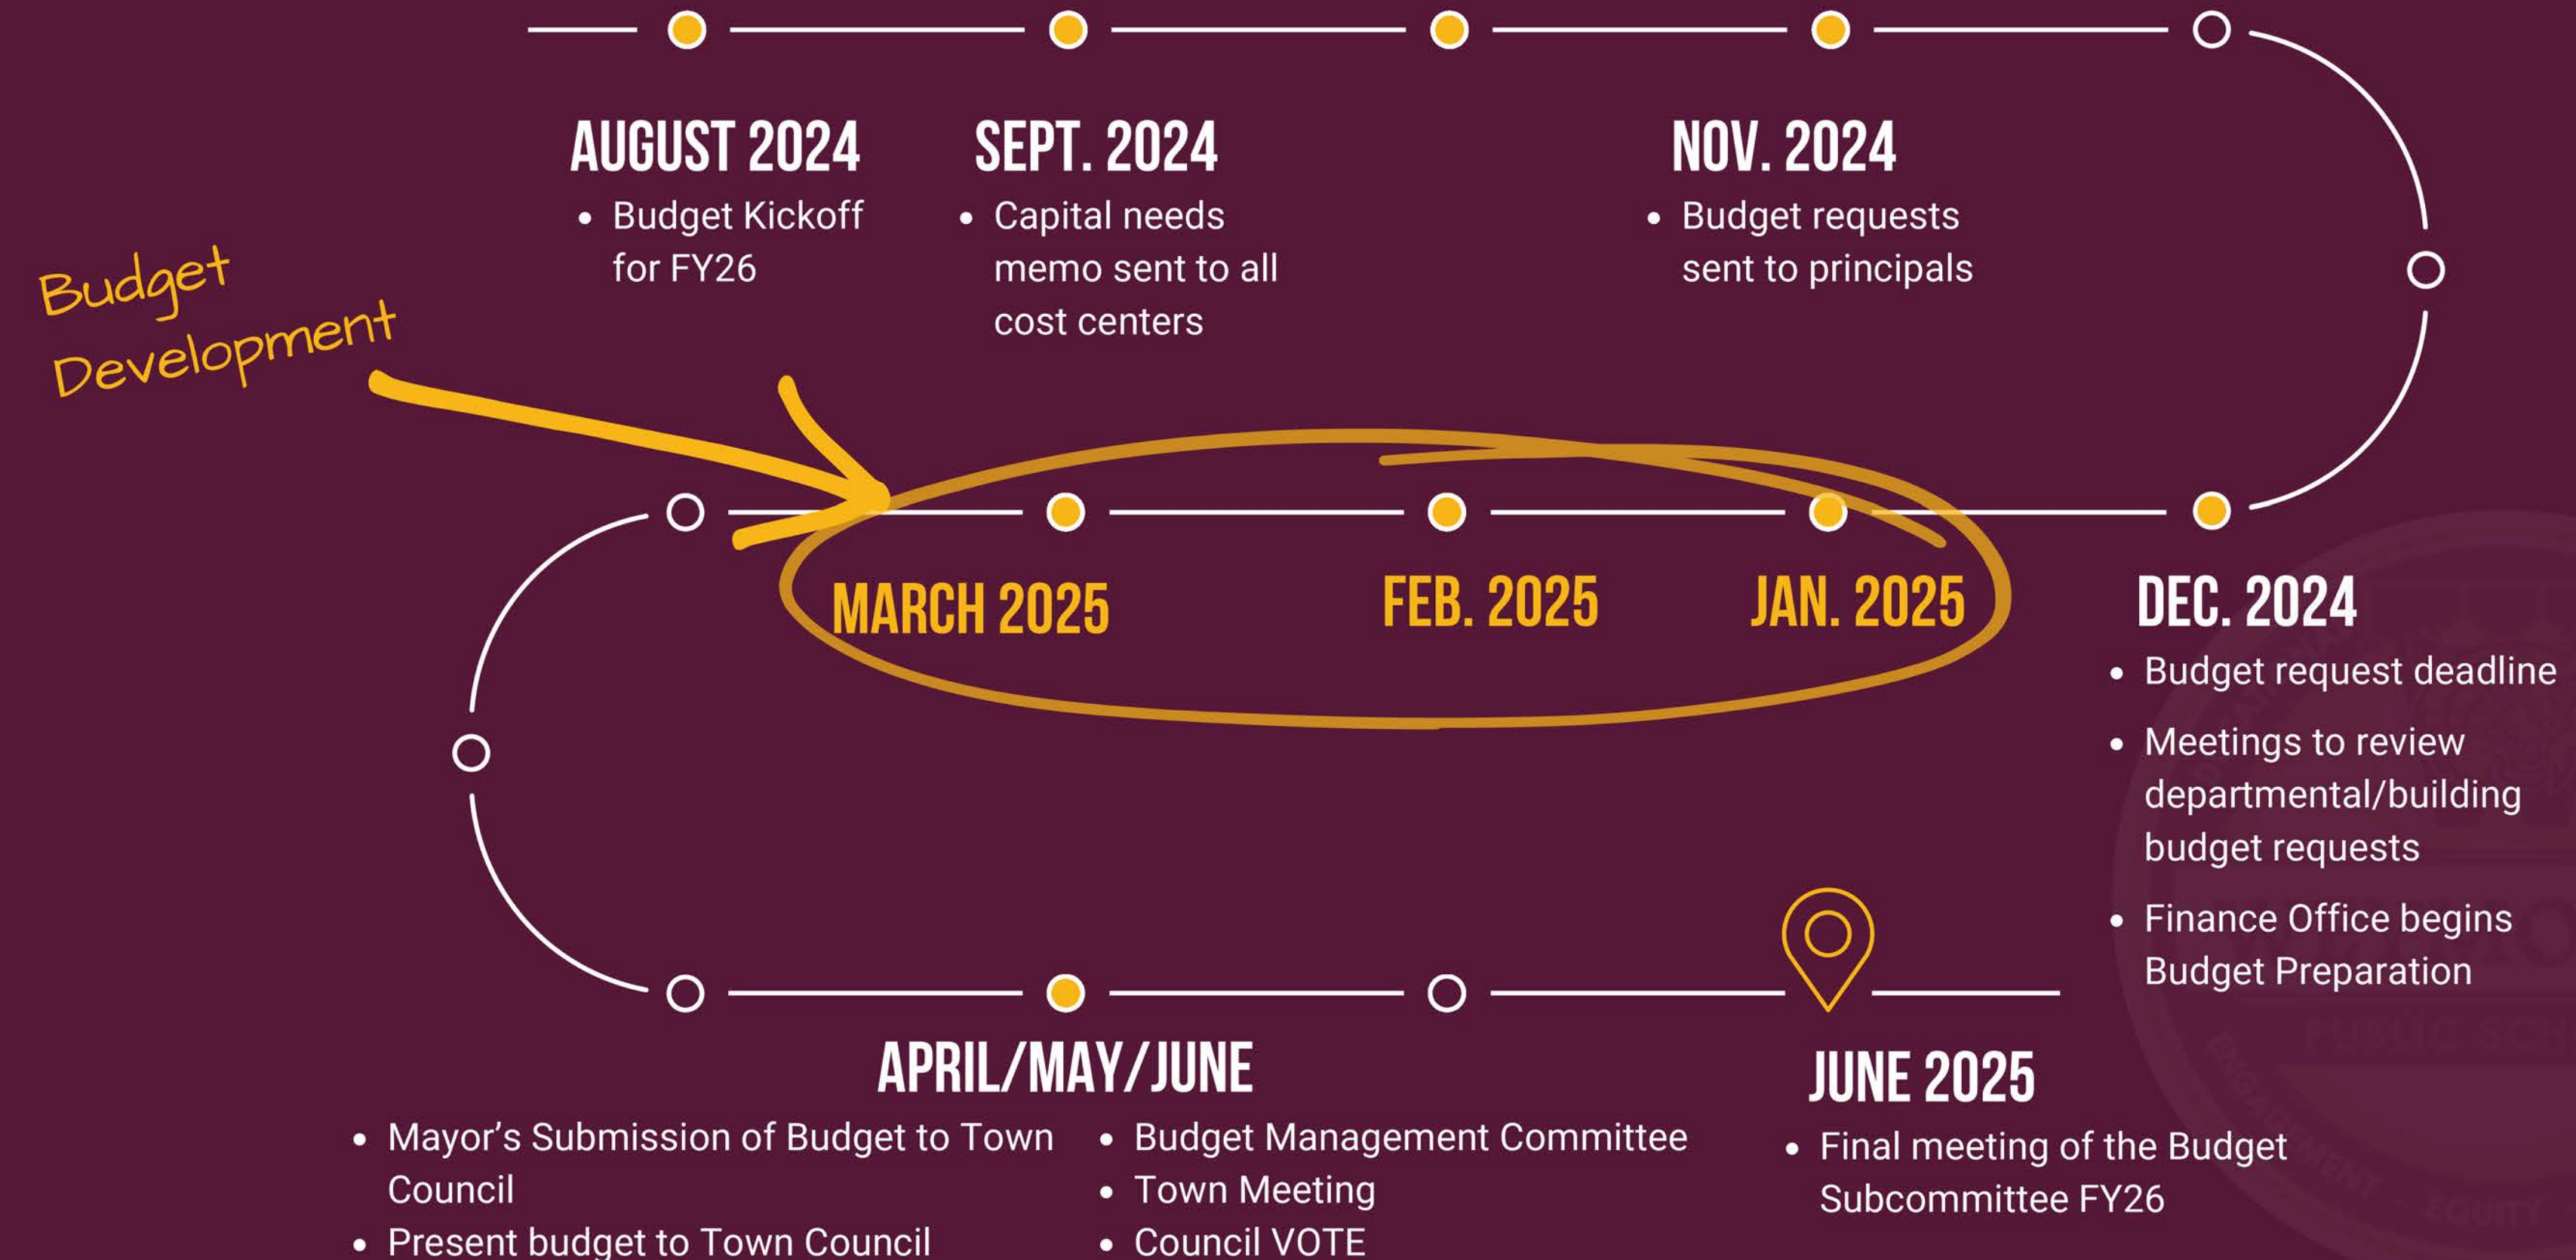 AUGUST 2024
• Budget Kickoff
for FY26
SEPT. 2024
• Capital needs
memo sent to all
cost centers
NOV. 2024
• Budget requests
sent to principals
Budget
Development
MARCH 2025
FEB. 2025
JAN. 2025
DEC. 2024
• Budget request deadline
• Meetings to review
departmental/building
budget requests
• Finance Office begins
Budget Preparation
APRIL/MAY/JUNE
• Mayor’s Submission of Budget to Town
Council
• Present budget to Town Council
• Budget Management Committee
• Town Meeting
• Council VOTE
JUNE 2025
• Final meeting of the Budget
Subcommittee FY26
PUBLIC SCH
ENGAGEMENT
EQUITY